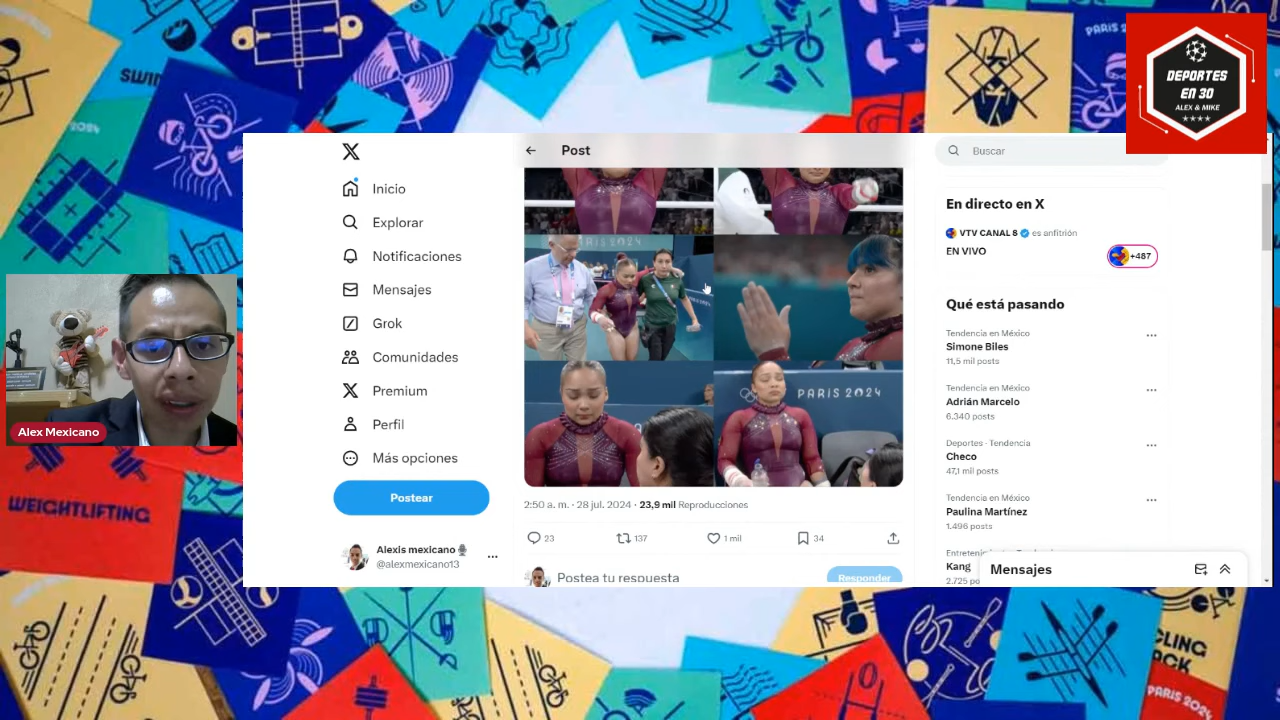 SWIM
2024
PARIS 2
DEPORTES
EN 30
ALEX & MIKE
Post
Buscar
Inicio
Explorar
Notificaciones
Mensajes
Grok
Comunidades
Premium
Perfil
Más opciones
Postear
Alexis mexicano
@alexmexicano13
PARIS 2024
PARIS 2024
2:50 a. m. · 28 jul. 2024 · 23,9 mil Reproducciones
23
137
1 mil
34
Postea tu respuesta
Responder
En directo en X
VTV CANAL 8 es anfitrión
EN VIVO
+487
Qué está pasando
Tendencia en México
Simone Biles
11,5 mil posts
Tendencia en México
Adrián Marcelo
6.340 posts
Deportes · Tendencia
Checo
47,1 mil posts
Tendencia en México
Paulina Martínez
1.496 posts
Kang
2.725 po
Mensajes
Alex Mexicano
WEIGHTLIFTING
CLING
CK
PARIS 2024